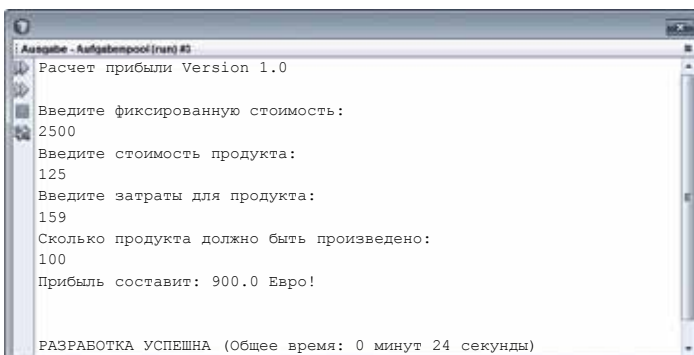 Ausgabe - Aufgabenpool (run) #3
Расчет прибыли Version 1.0
Введите фиксированную стоимость:
2500
Введите стоимость продукта:
125
Введите затраты для продукта:
159
Сколько продукта должно быть произведено:
100
Прибыль составит: 900.0 Евро!
РАЗРАБОТКА УСПЕШНА (Общее время: 0 минут 24 секунды)